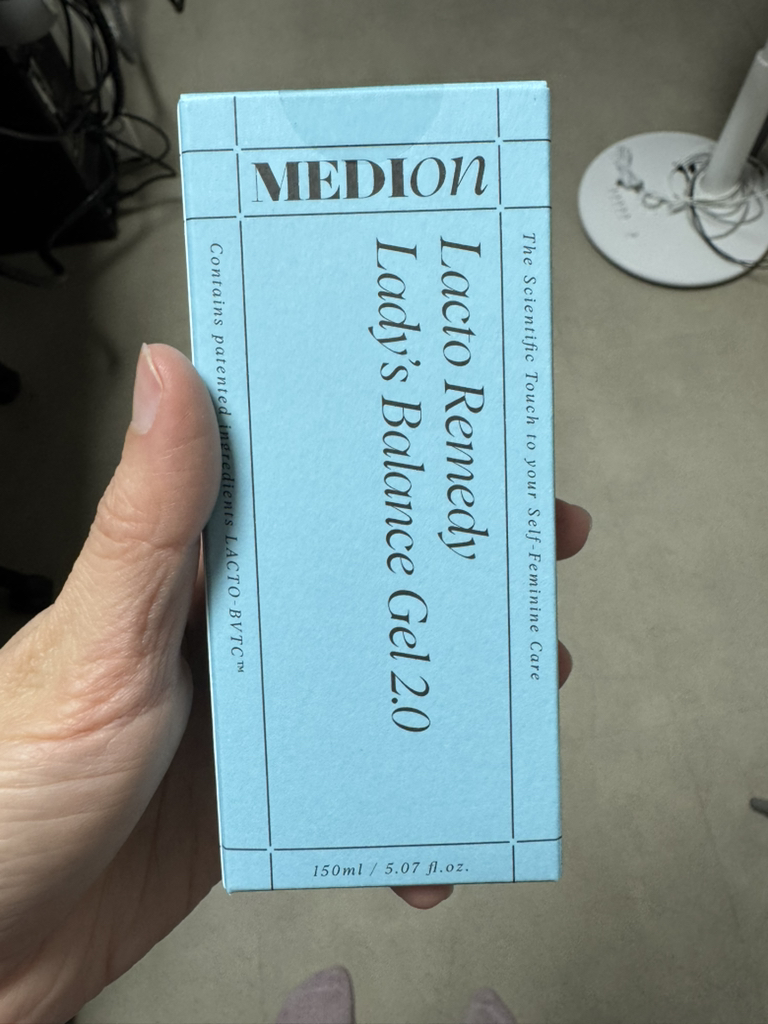 MEDION
Lacto Remedy
Lady's Balance Gel 2.0
The Scientific Touch to your Self-Feminine Care
Contains patented ingredients LACTO-BVTC™
150ml / 5.07 fl.oz.